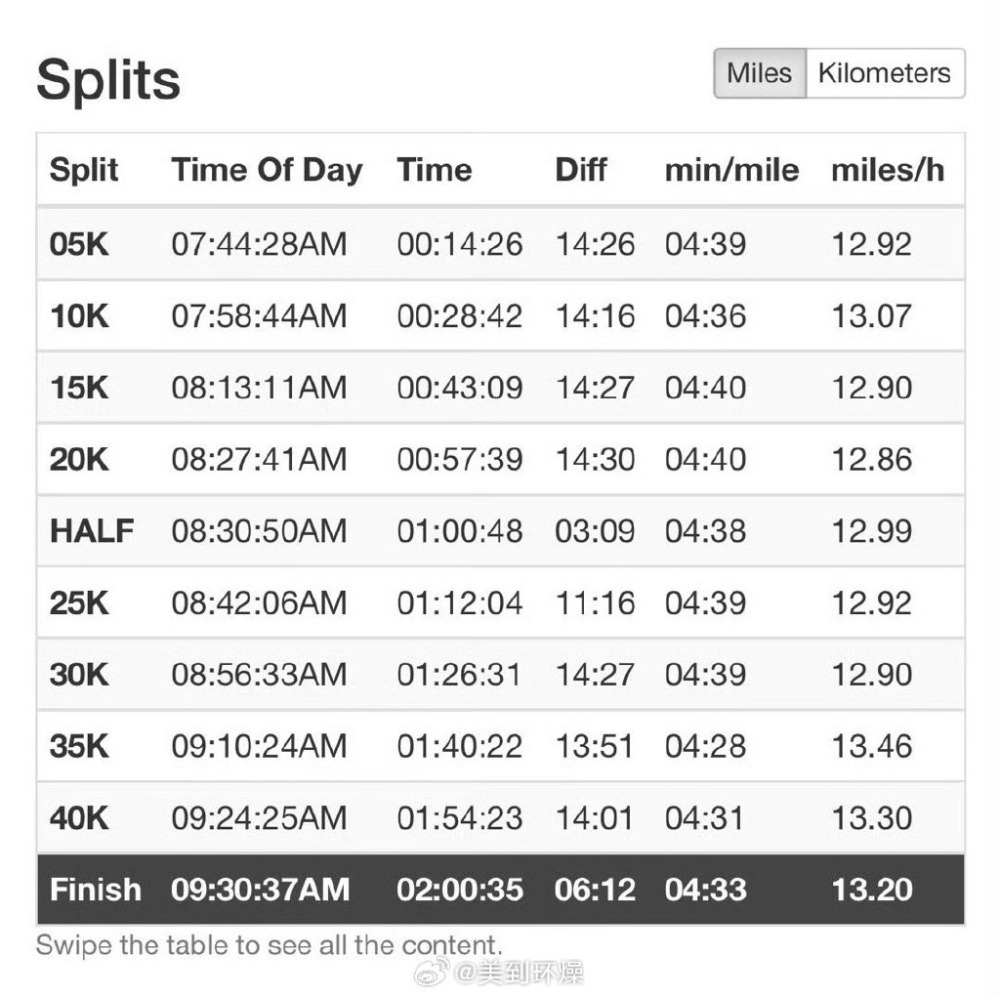 Splits
Miles Kilometers
Split Time Of Day Time Diff min/mile miles/h
05K 07:44:28AM 00:14:26 14:26 04:39 12.92
10K 07:58:44AM 00:28:42 14:16 04:36 13.07
15K 08:13:11AM 00:43:09 14:27 04:40 12.90
20K 08:27:41AM 00:57:39 14:30 04:40 12.86
HALF 08:30:50AM 01:00:48 03:09 04:38 12.99
25K 08:42:06AM 01:12:04 11:16 04:39 12.92
30K 08:56:33AM 01:26:31 14:27 04:39 12.90
35K 09:10:24AM 01:40:22 13:51 04:28 13.46
40K 09:24:25AM 01:54:23 14:01 04:31 13.30
Finish 09:30:37AM 02:00:35 06:12 04:33 13.20
Swipe the table to see all the content.
@美到环燥